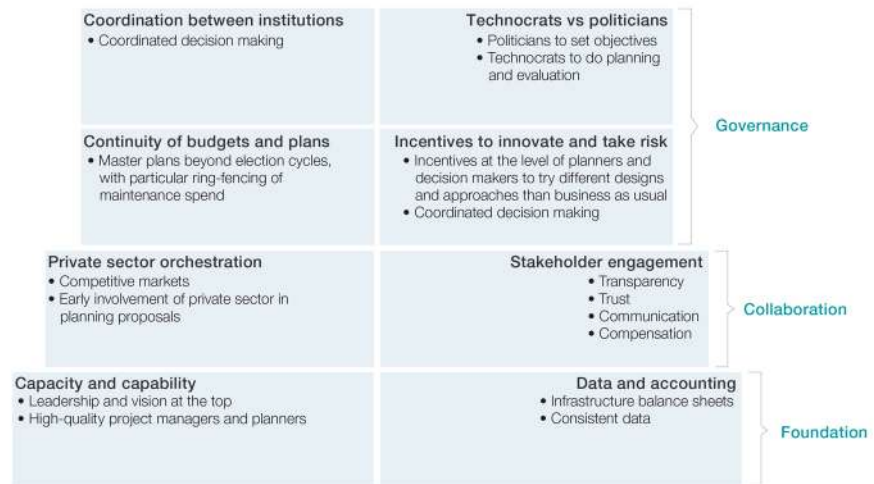 Coordination between institutions
• Coordinated decision making
Technocrats vs politicians
• Politicians to set objectives
• Technocrats to do planning
and evaluation
Continuity of budgets and plans
• Master plans beyond election cycles,
with particular ring-fencing of
maintenance spend
Incentives to innovate and take risk
• Incentives at the level of planners and
decision makers to try different designs
and approaches than business as usual
• Coordinated decision making
Governance
Private sector orchestration
• Competitive markets
• Early involvement of private sector in
planning proposals
Stakeholder engagement
• Transparency
• Trust
• Communication
• Compensation
Collaboration
Capacity and capability
• Leadership and vision at the top
• High-quality project managers and planners
Data and accounting
• Infrastructure balance sheets
• Consistent data
Foundation